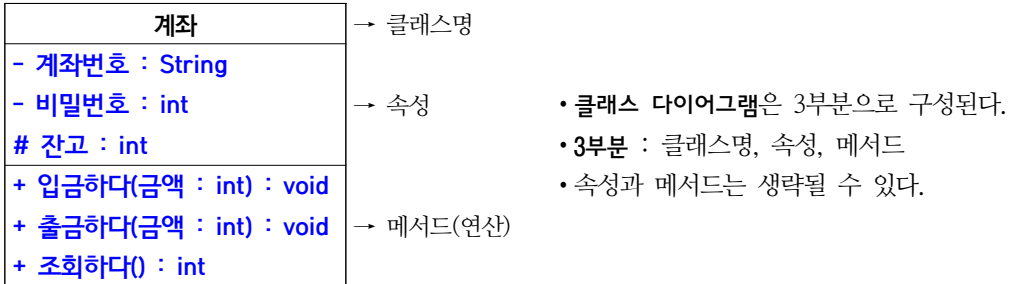 계좌 → 클래스명
- 계좌번호 : String
- 비밀번호 : int → 속성
# 잔고 : int
+ 입금하다(금액 : int) : void
+ 출금하다(금액 : int) : void → 메서드(연산)
+ 조회하다() : int
• 클래스 다이어그램은 3부분으로 구성된다.
• 3부분 : 클래스명, 속성, 메서드
• 속성과 메서드는 생략될 수 있다.